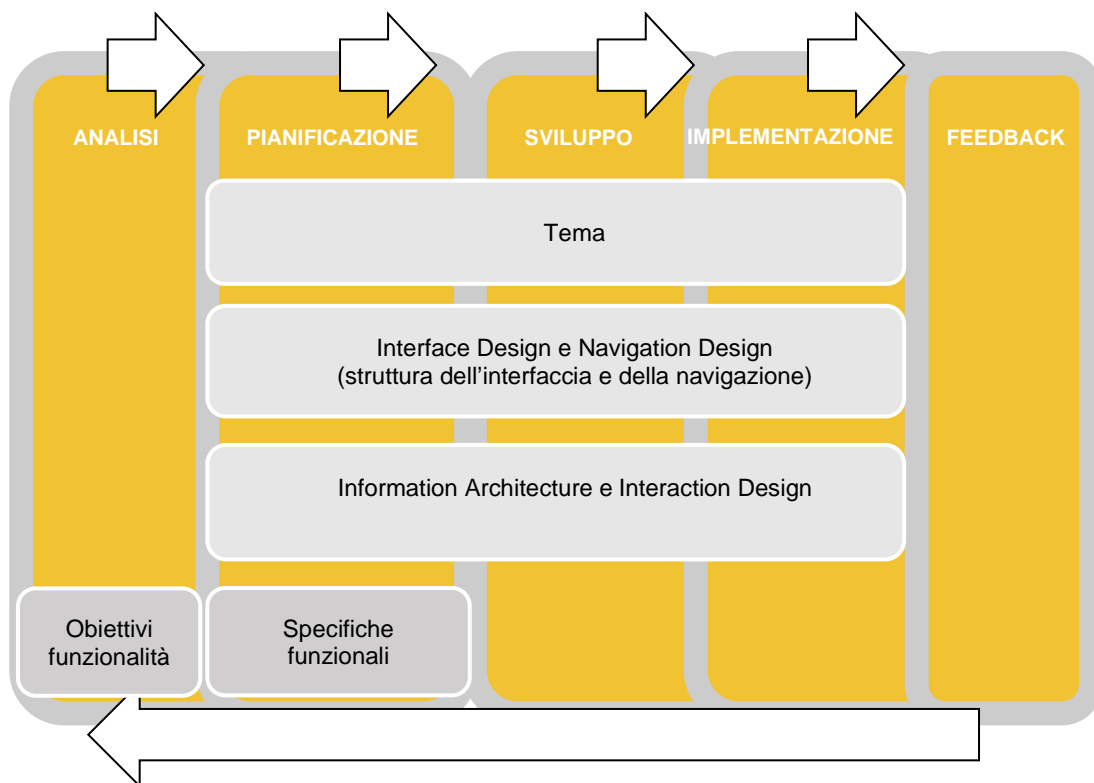 ANALISI
PIANIFICAZIONE
SVILUPPO
IMPLEMENTAZIONE
FEEDBACK
Tema
Interface Design e Navigation Design
(struttura dell’interfaccia e della navigazione)
Information Architecture e Interaction Design
Obiettivi
funzionalità
Specifiche
funzionali